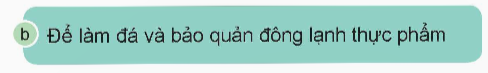 b Để làm đá và bảo quản đông lạnh thực phẩm